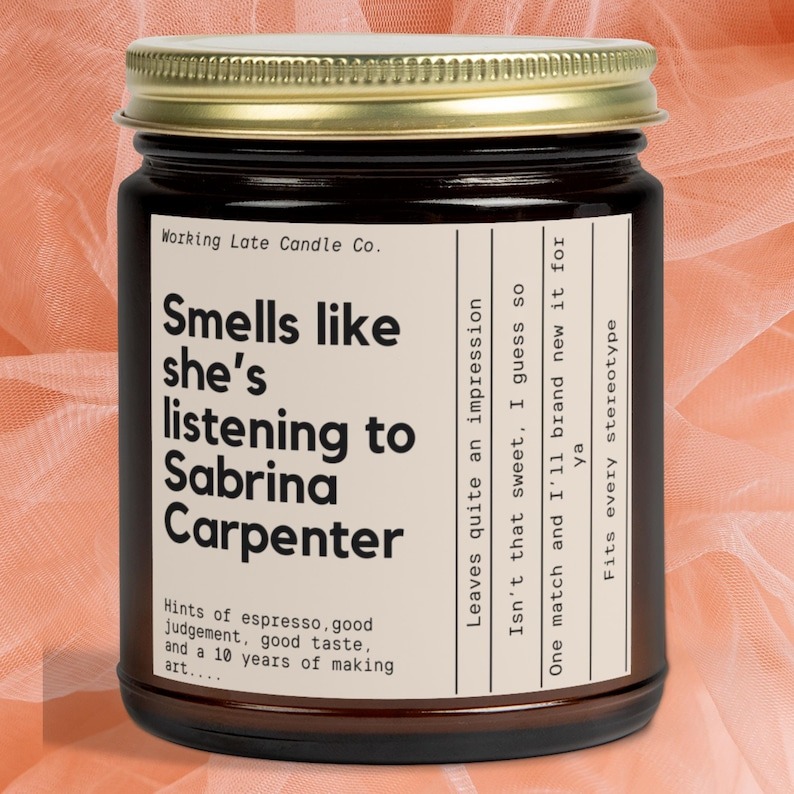 Working Late Candle Co.
Smells like
she's
listening to
Sabrina
Carpenter
Hints of espresso,good
judgement, good taste,
and a 10 years of making
art....
Leaves quite an impression
Isn't that sweet, I guess so
One match and I'll brand new it for
ya
Fits every stereotype